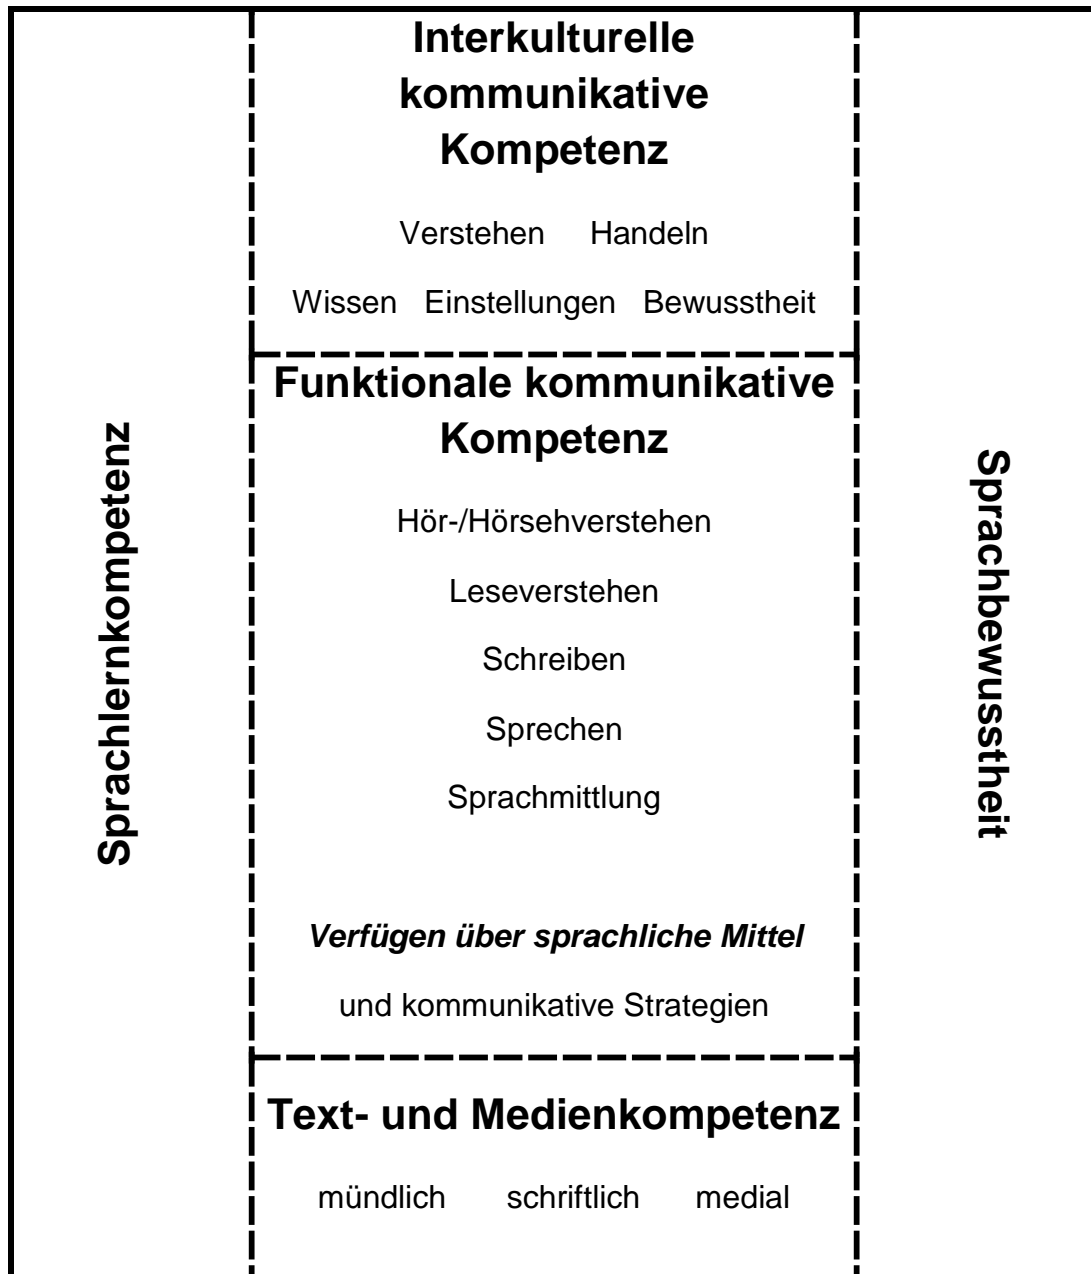 Sprachlernkompetenz
Interkulturelle
kommunikative
Kompetenz
Verstehen Handeln
Wissen Einstellungen Bewusstheit
Funktionale kommunikative
Kompetenz
Hör-/Hörsehverstehen
Leseverstehen
Schreiben
Sprechen
Sprachmittlung
Verfügen über sprachliche Mittel
und kommunikative Strategien
Text- und Medienkompetenz
mündlich schriftlich medial
Sprachbewusstheit